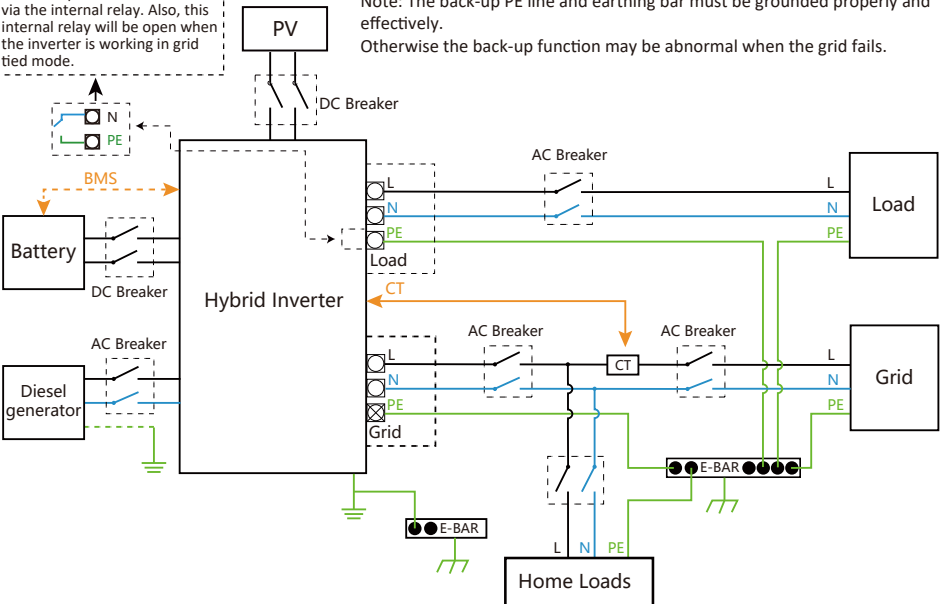 via the internal relay. Also, this
internal relay will be open when
the inverter is working in grid
tied mode.
Note: The back-up PE line and earthing bar must be grounded properly and
effectively.
Otherwise the back-up function may be abnormal when the grid fails.
PV
DC Breaker
N
PE
BMS
Battery
DC Breaker
AC Breaker
Diesel
generator
Hybrid Inverter
L
N
PE
Load
AC Breaker
L
N
PE
Load
CT
AC Breaker
CT
AC Breaker
L
N
PE
Grid
L
N
PE
Grid
E-BAR
E-BAR
L
N
PE
Home Loads